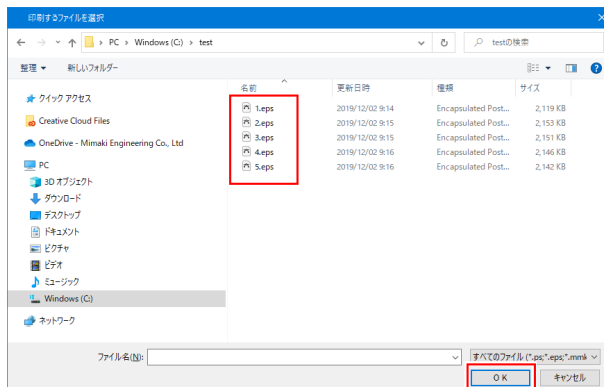 印刷するファイルを選択
PC > Windows (C:) > test
testの検索
整理 新しいフォルダー
名前 更新日時 種類 サイズ
クイック アクセス
Creative Cloud Files
OneDrive - Mimaki Engineering Co., Ltd
PC
3D オブジェクト
ダウンロード
デスクトップ
ドキュメント
ピクチャ
ビデオ
ミュージック
Windows (C:)
ネットワーク
1.eps 2019/12/02 9:14 Encapsulated Post... 2,119 KB
2.eps 2019/12/02 9:15 Encapsulated Post... 2,153 KB
3.eps 2019/12/02 9:15 Encapsulated Post... 2,151 KB
4.eps 2019/12/02 9:16 Encapsulated Post... 2,146 KB
5.eps 2019/12/02 9:16 Encapsulated Post... 2,142 KB
ファイル名(N):
すべてのファイル (*.ps;*.eps;*.mmk
OK キャンセル